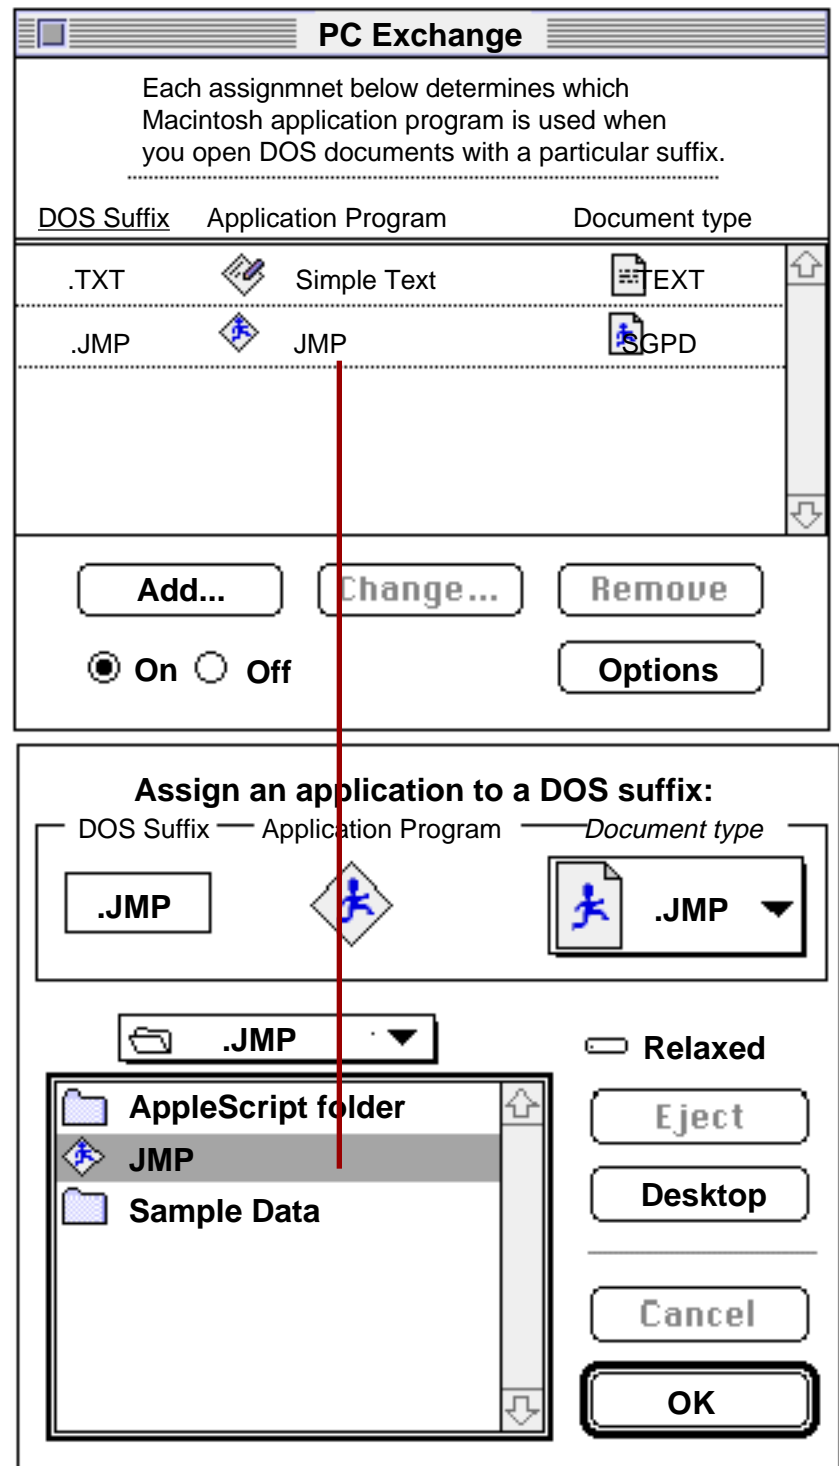 PC Exchange
Each assignmnet below determines which
Macintosh application program is used when
you open DOS documents with a particular suffix.
DOS Suffix Application Program Document type
.TXT Simple Text TEXT
.JMP JMP SGPD
Add... Change... Remove
On Off Options
Assign an application to a DOS suffix:
DOS Suffix Application Program Document type
.JMP .JMP
.JMP Relaxed
AppleScript folder Eject
JMP
Sample Data Desktop
Cancel
OK